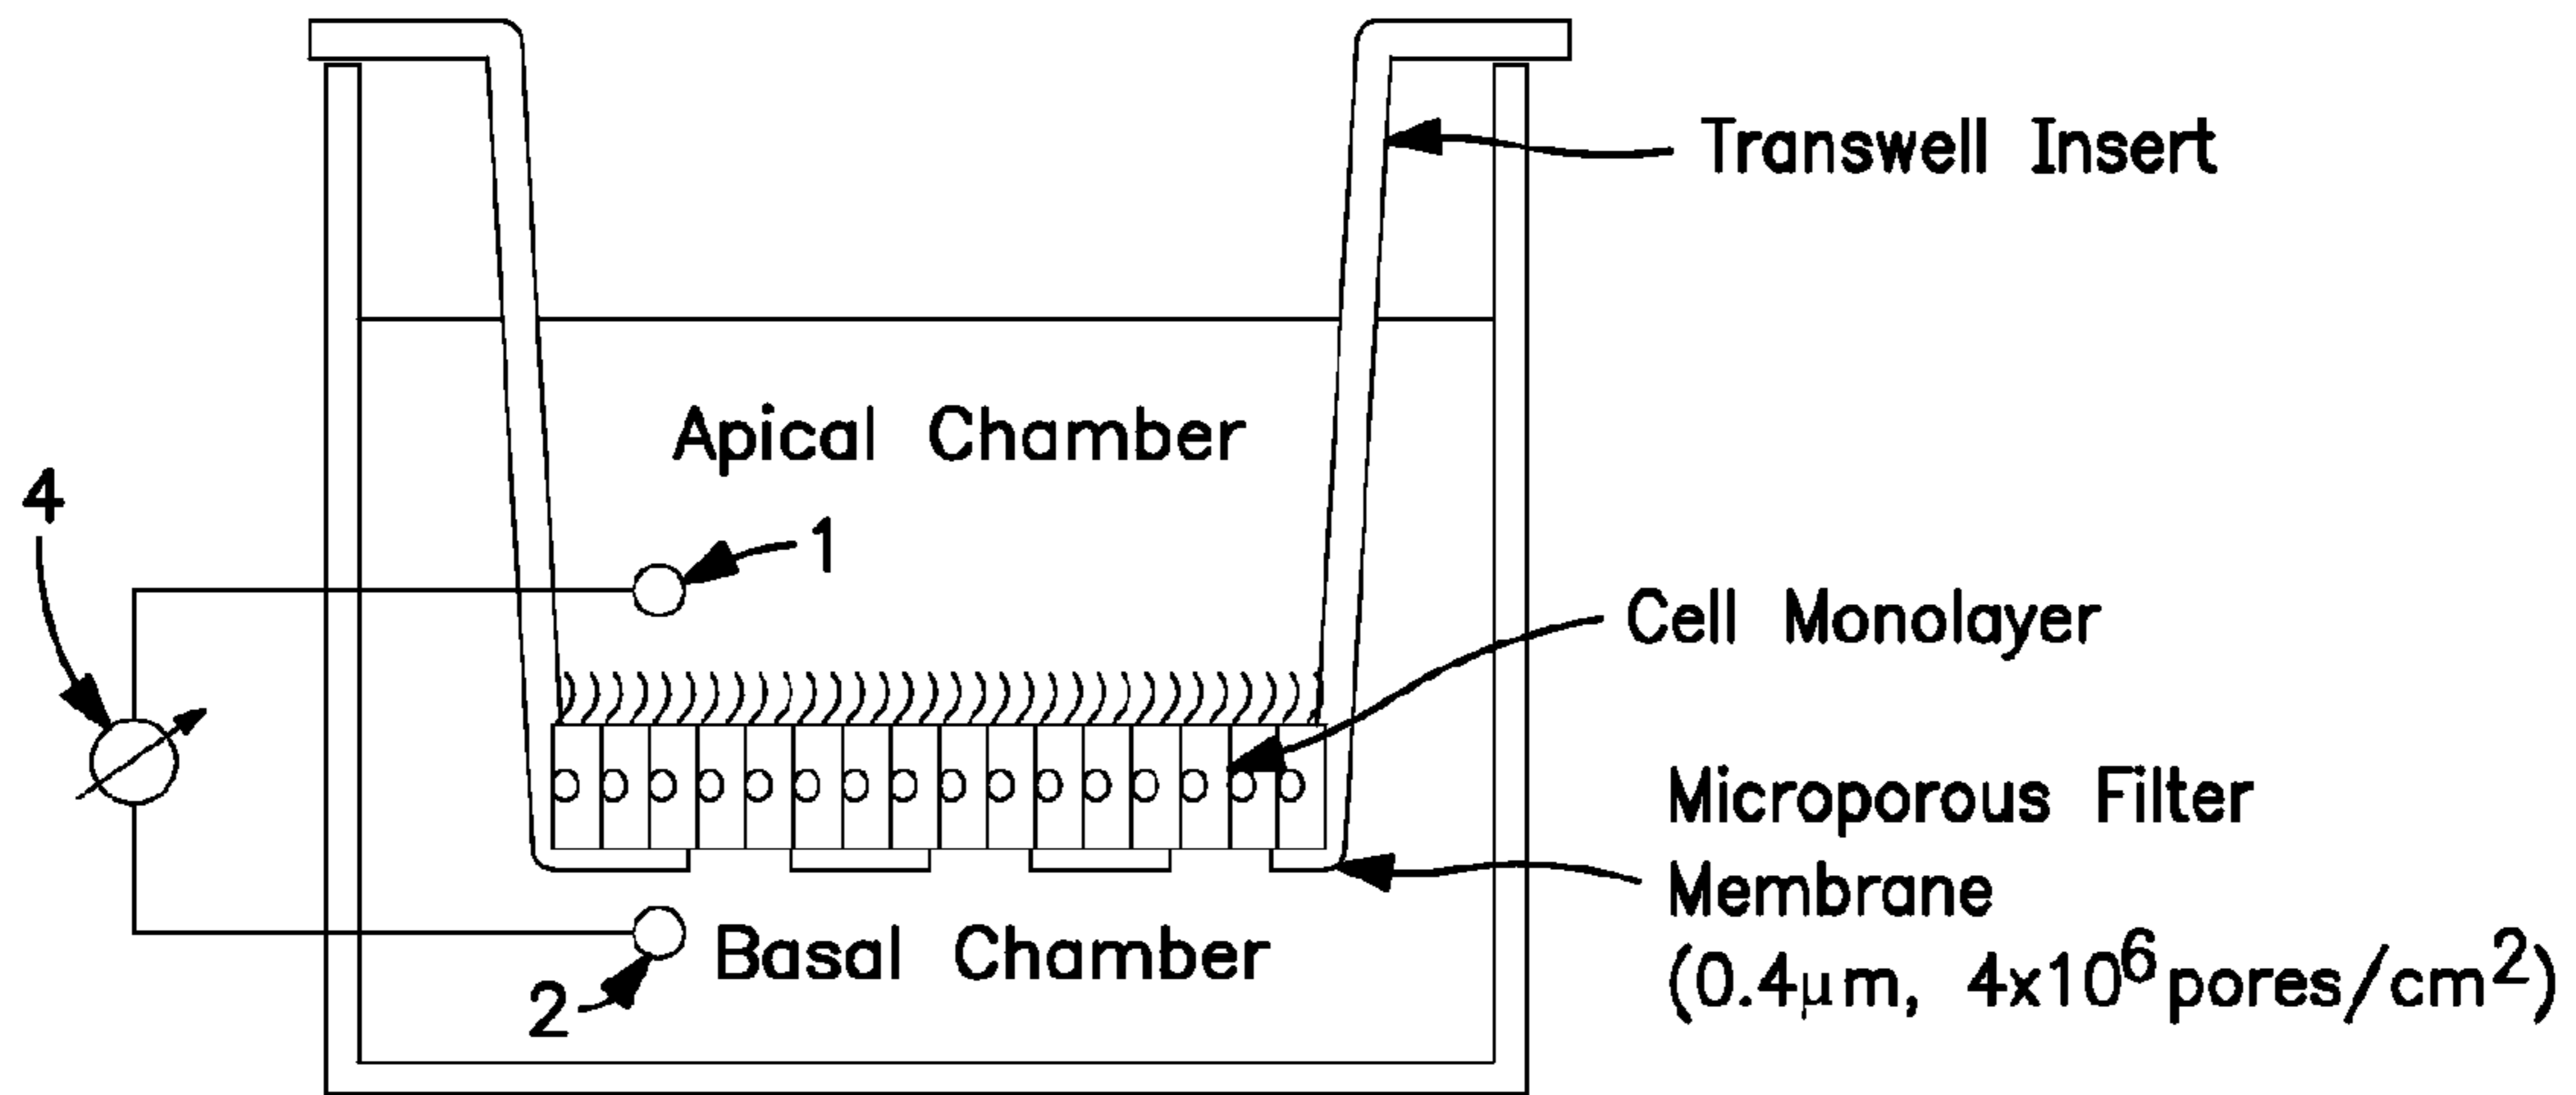 Transwell Insert
Apical Chamber
4
1
Cell Monolayer
Microporous Filter
Membrane
(0.4μm, 4x10⁶ pores/cm²)
Basal Chamber
2